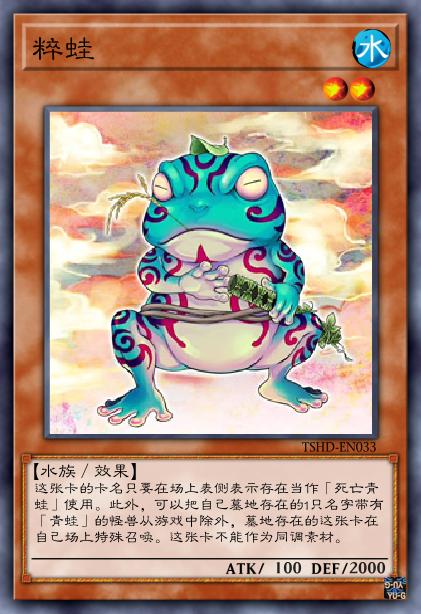 粹蛙
水
TSHD-EN033
【水族／效果】
这张卡的卡名只要在场上表侧表示存在当作「死亡青
蛙」使用。此外，可以把自己墓地存在的1只名字带有
「青蛙」的怪兽从游戏中除外，墓地存在的这张卡在
自己场上特殊召唤。这张卡不能作为同调素材。
ATK/ 100 DEF/2000
YU-G